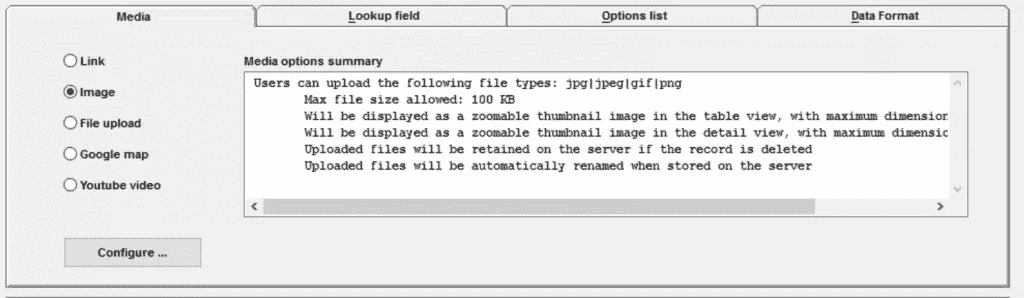 Media
Lookup field
Options list
Data Format
Link
Image
File upload
Google map
Youtube video
Media options summary
Users can upload the following file types: jpg|jpeg|gif|png
Max file size allowed: 100 KB
Will be displayed as a zoomable thumbnail image in the table view, with maximum dimension
Will be displayed as a zoomable thumbnail image in the detail view, with maximum dimensic
Uploaded files will be retained on the server if the record is deleted
Uploaded files will be automatically renamed when stored on the server
Configure ...